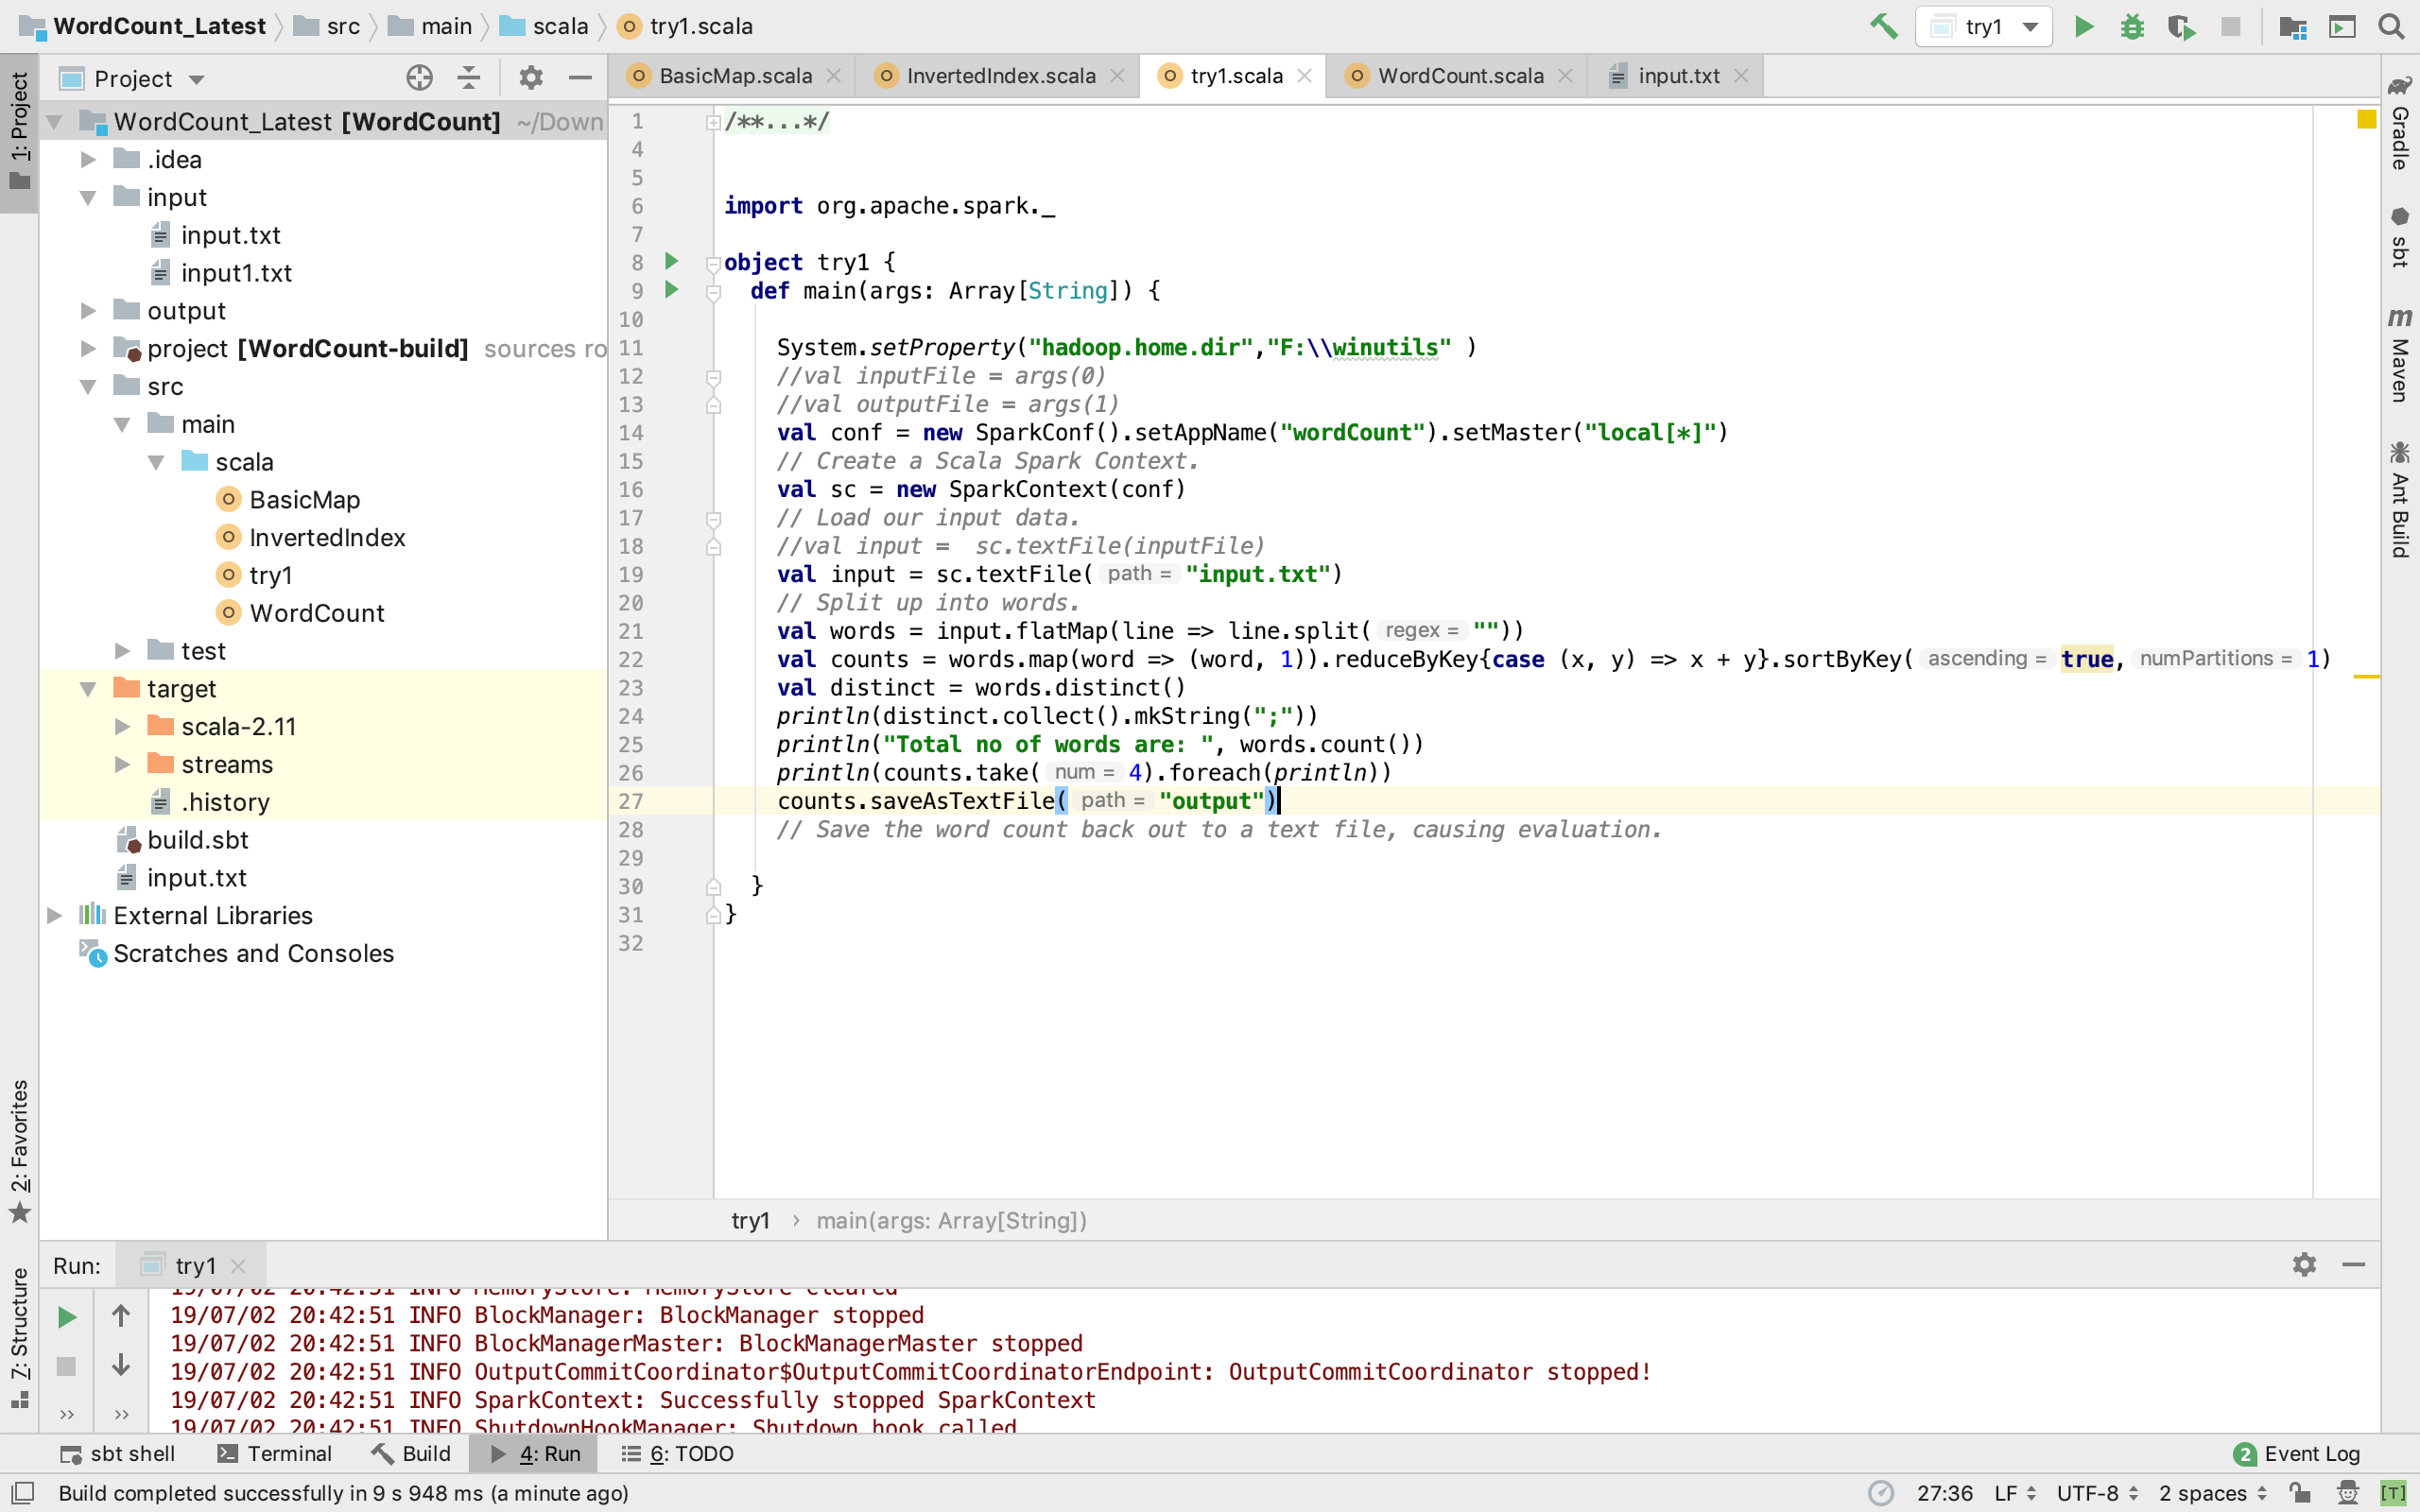 WordCount_Latest src main scala try1.scala try1
1: Project
Project
BasicMap.scala InvertedIndex.scala try1.scala WordCount.scala input.txt
WordCount_Latest [WordCount] ~/Down
.idea
input
input.txt
input1.txt
output
project [WordCount-build] sources ro
src
main
scala
BasicMap
InvertedIndex
try1
WordCount
test
target
scala-2.11
streams
.history
build.sbt
input.txt
External Libraries
Scratches and Consoles
1 /**...*/
4
5
6 import org.apache.spark._
7
8 object try1 {
9 def main(args: Array[String]) {
10
11 System.setProperty("hadoop.home.dir","F:\\winutils" )
12 //val inputFile = args(0)
13 //val outputFile = args(1)
14 val conf = new SparkConf().setAppName("wordCount").setMaster("local[*]")
15 // Create a Scala Spark Context.
16 val sc = new SparkContext(conf)
17 // Load our input data.
18 //val input =  sc.textFile(inputFile)
19 val input = sc.textFile( path = "input.txt")
20 // Split up into words.
21 val words = input.flatMap(line => line.split( regex = ""))
22 val counts = words.map(word => (word, 1)).reduceByKey{case (x, y) => x + y}.sortByKey( ascending = true, numPartitions = 1)
23 val distinct = words.distinct()
24 println(distinct.collect().mkString(";"))
25 println("Total no of words are: ", words.count())
26 println(counts.take( num = 4).foreach(println))
27 counts.saveAsTextFile( path = "output")
28 // Save the word count back out to a text file, causing evaluation.
29
30 }
31 }
32
try1 › main(args: Array[String])
Gradle
sbt
m Maven
Ant Build
2: Favorites
Z: Structure
Run: try1
19/07/02 20:42:51 INFO MemoryStore: MemoryStore cleared
19/07/02 20:42:51 INFO BlockManager: BlockManager stopped
19/07/02 20:42:51 INFO BlockManagerMaster: BlockManagerMaster stopped
19/07/02 20:42:51 INFO OutputCommitCoordinator$OutputCommitCoordinatorEndpoint: OutputCommitCoordinator stopped!
19/07/02 20:42:51 INFO SparkContext: Successfully stopped SparkContext
19/07/02 20:42:51 INFO ShutdownHookManager: Shutdown hook called
sbt shell Terminal Build 4: Run 6: TODO 2 Event Log
Build completed successfully in 9 s 948 ms (a minute ago) 27:36 LF UTF-8 2 spaces [T]